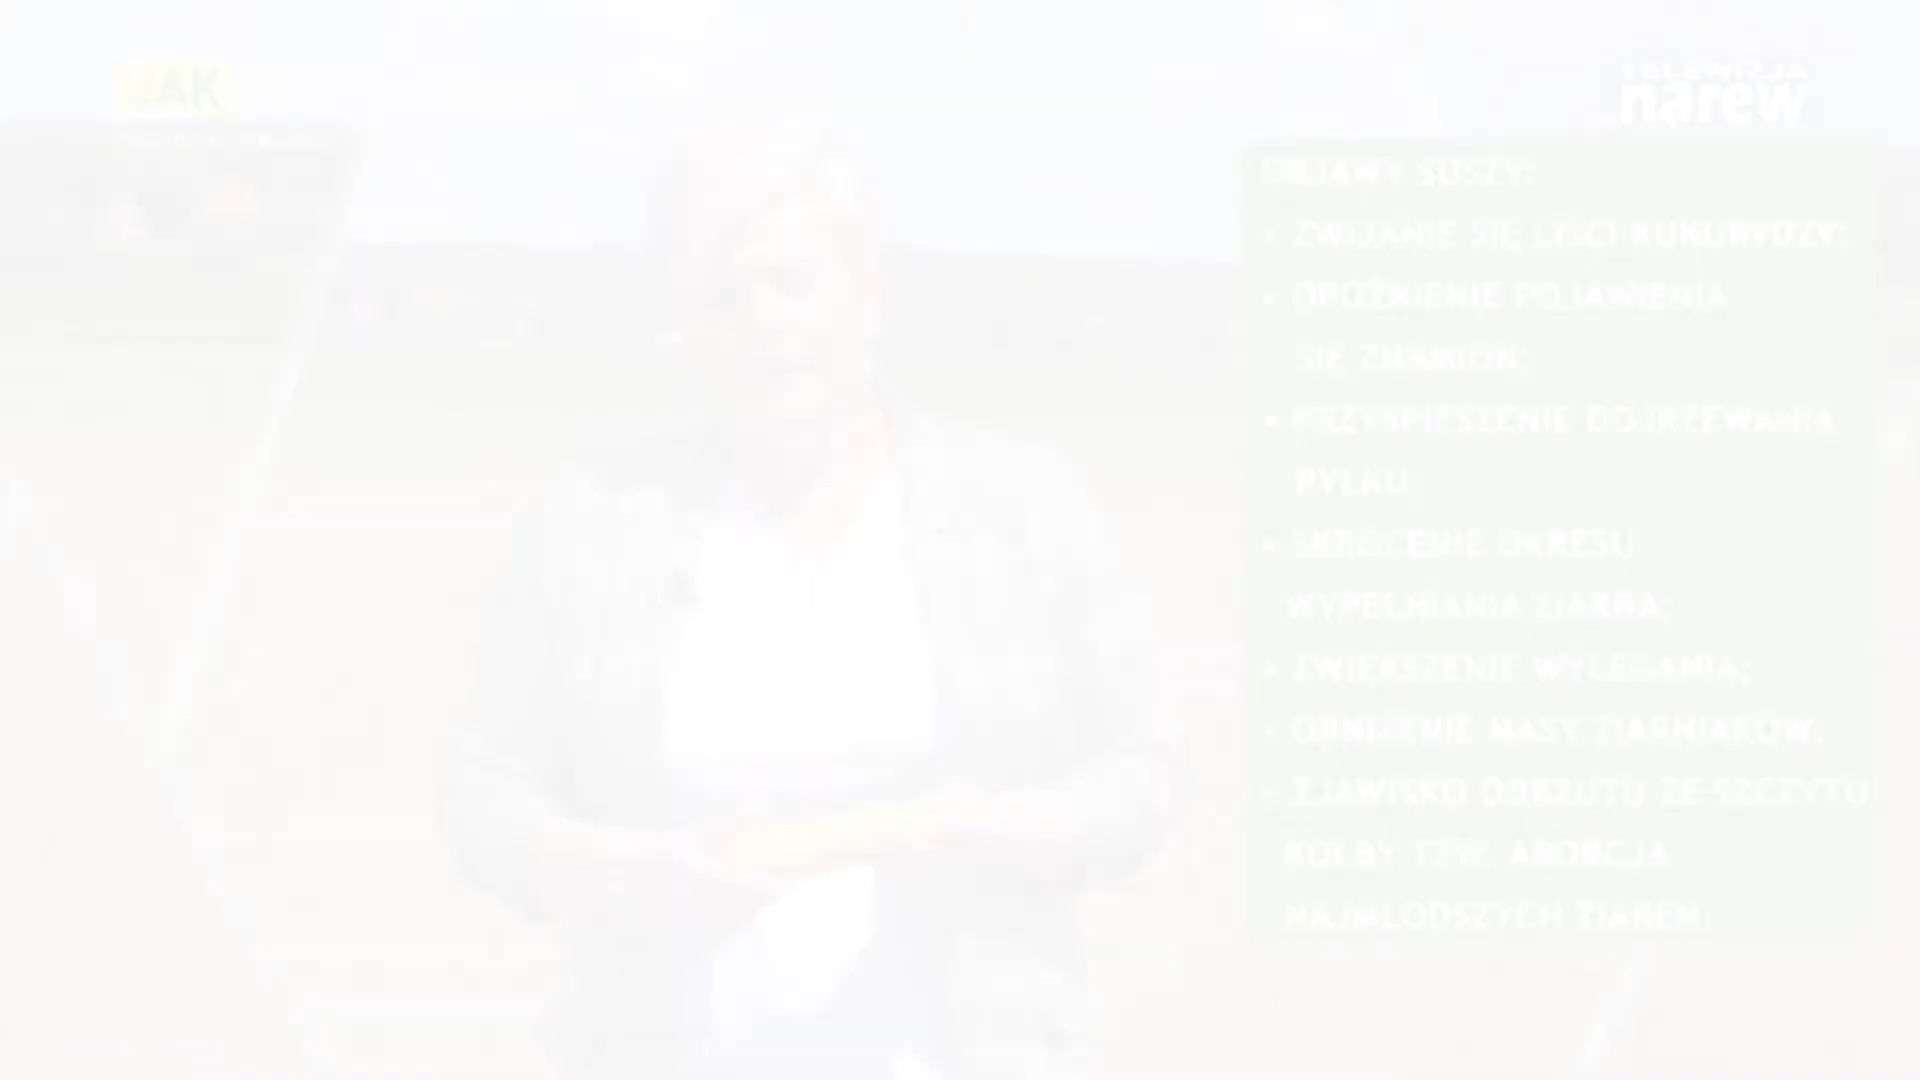 JAK
TELEWIZJA
narew
OBJAWY SUSZY:
• ZWIJANIE SIĘ LIŚCI KUKURYDZY;
• OPÓŹNIENIE POJAWIENIA
SIĘ ZNAMION;
• PRZYSPIESZENIE DOJRZEWANIA
PYŁKU;
• SKRÓCENIE OKRESU
WYPEŁNIANIA ZIARNA;
• ZWIĘKSZENIE WYLEGANIA;
• OBNIŻENIE MASY ZIARNIAKÓW;
• ZJAWISKO ODRZUTU ZE SZCZYTU
KOLBY TZW. ABORCJA
NAJMŁODSZYCH ZIAREN.